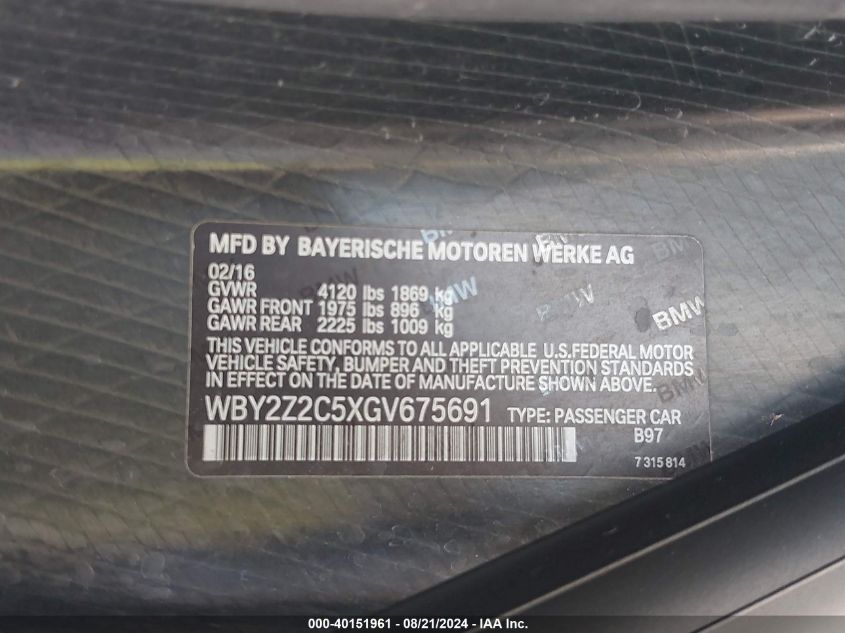 MFD BY BAYERISCHE MOTOREN WERKE AG
02/16
GVWR 4120 lbs 1869 kg
GAWR FRONT 1975 lbs 896 kg
GAWR REAR 2225 lbs 1009 kg
THIS VEHICLE CONFORMS TO ALL APPLICABLE U.S.FEDERAL MOTOR
VEHICLE SAFETY, BUMPER AND THEFT PREVENTION STANDARDS
IN EFFECT ON THE DATE OF MANUFACTURE SHOWN ABOVE.
WBY2Z2C5XGV675691 TYPE: PASSENGER CAR
B97
7 315 814
BMW
BMW
BMW
BMW
000-40151961 - 08/21/2024 - IAA Inc.